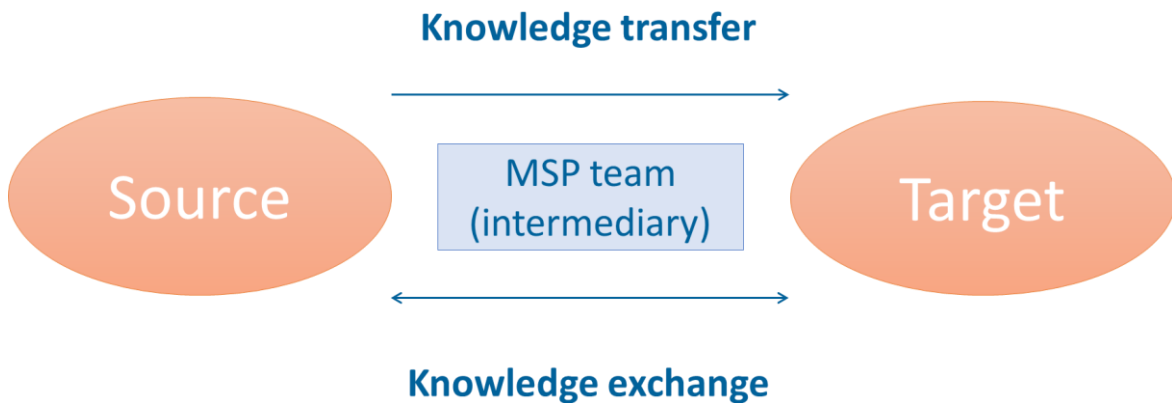 Knowledge transfer
Source
MSP team
(intermediary)
Target
Knowledge exchange